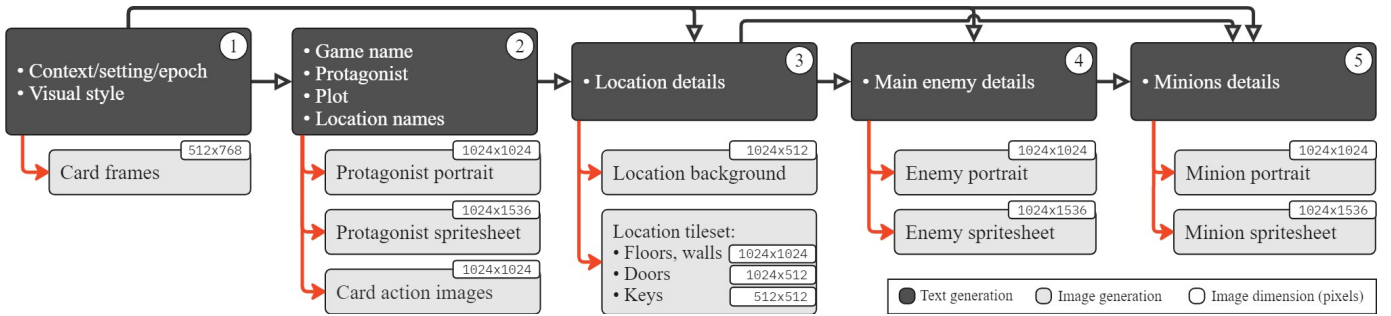 1
• Context/setting/epoch
• Visual style
512x768
Card frames
2
• Game name
• Protagonist
• Plot
• Location names
1024x1024
Protagonist portrait
1024x1536
Protagonist spritesheet
1024x1024
Card action images
3
• Location details
1024x512
Location background
Location tileset:
• Floors, walls 1024x1024
• Doors 1024x512
• Keys 512x512
4
• Main enemy details
1024x1024
Enemy portrait
1024x1536
Enemy spritesheet
5
• Minions details
1024x1024
Minion portrait
1024x1536
Minion spritesheet
Text generation Image generation Image dimension (pixels)